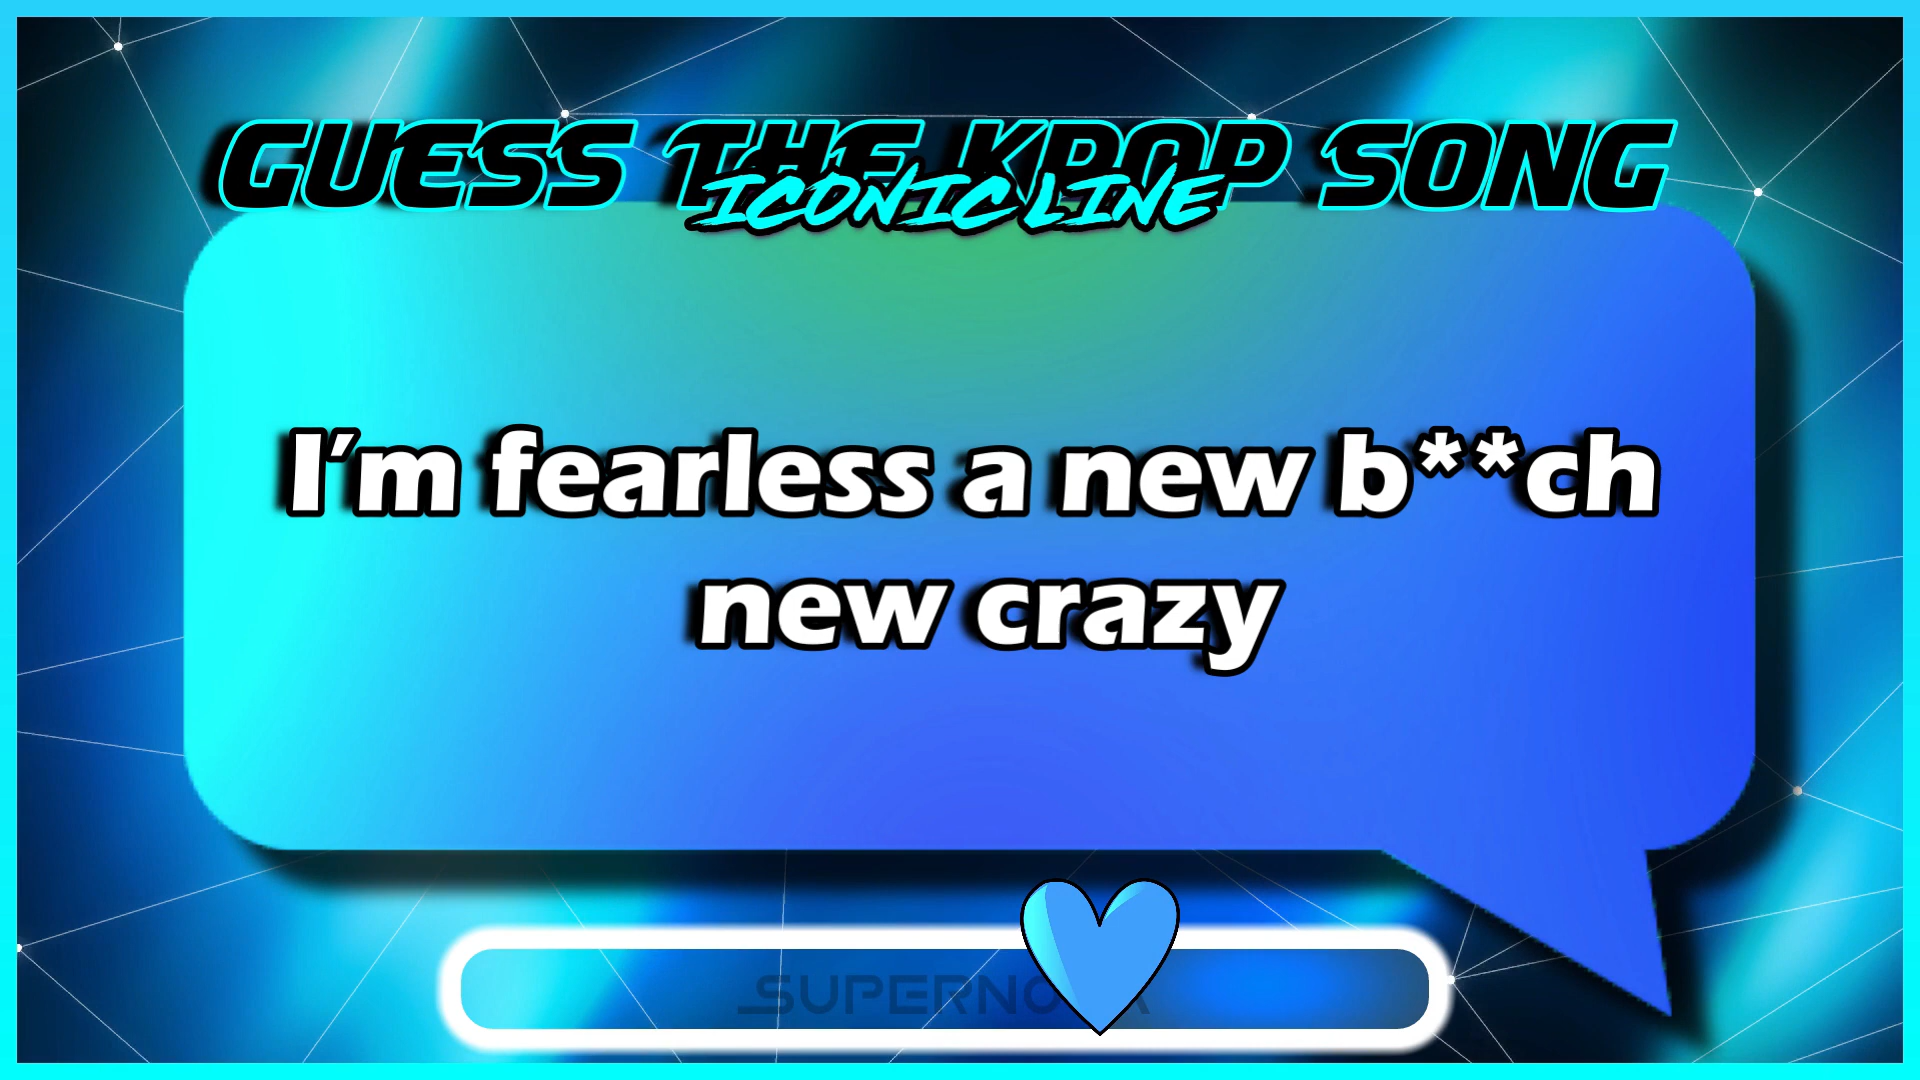 GUESS THE KPOP SONG
ICONIC LINE
I'm fearless a new b**ch
new crazy